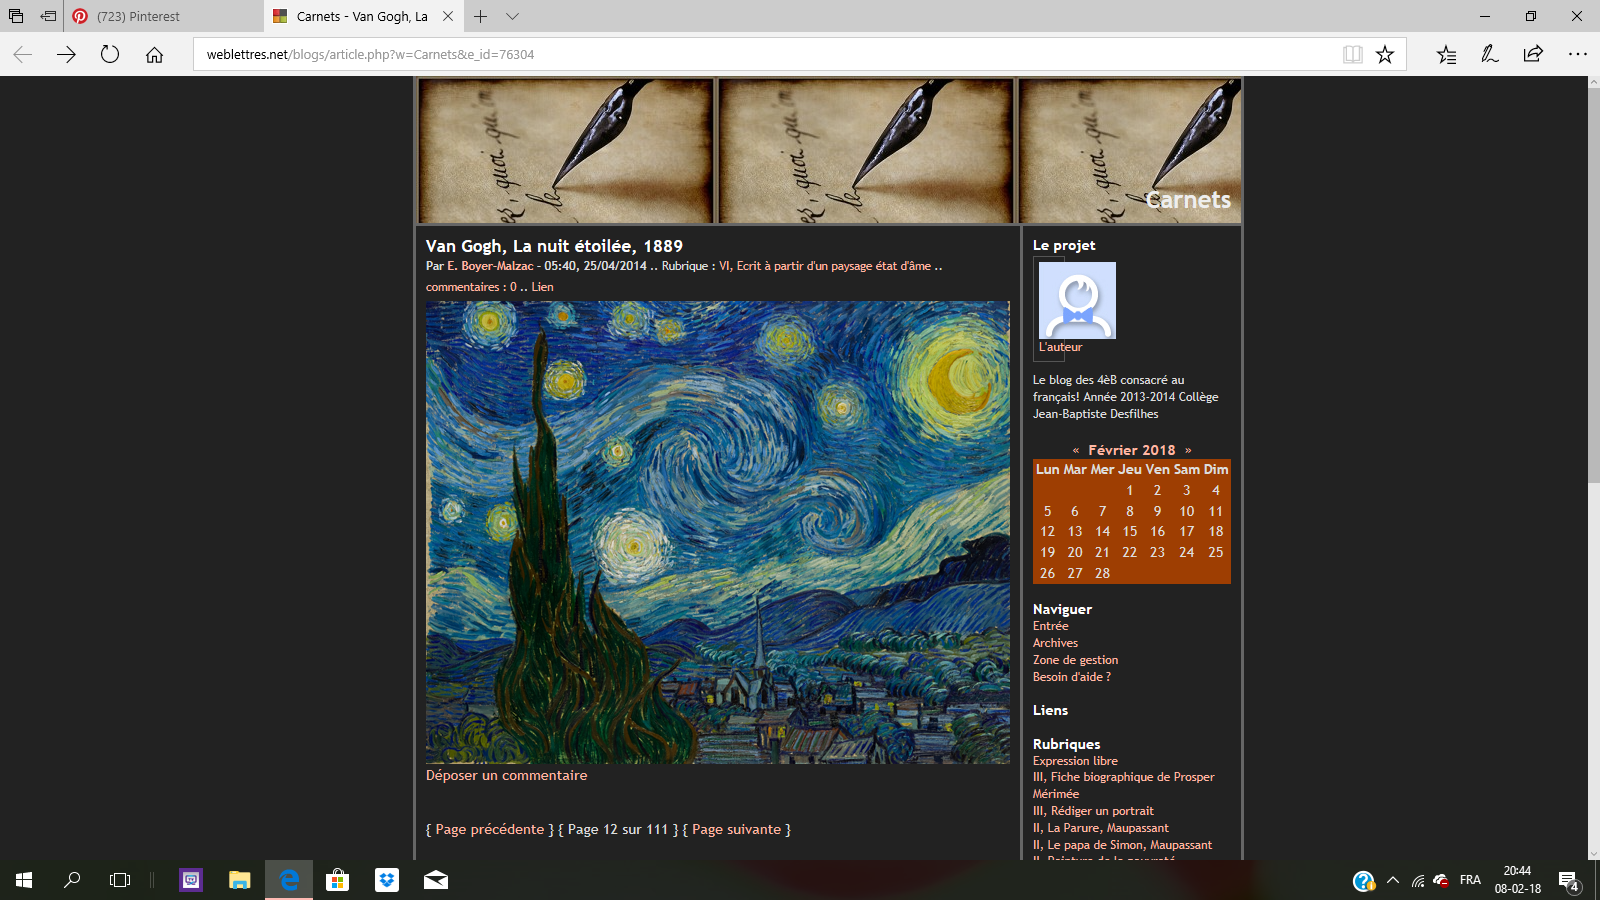 (723) Pinterest
Carnets - Van Gogh, La
weblettres.net/blogs/article.php?w=Carnets&e_id=76304
Carnets
Van Gogh, La nuit étoilée, 1889
Par E. Boyer-Malzac - 05:40, 25/04/2014 .. Rubrique : VI, Ecrit à partir d'un paysage état d'âme ..
commentaires : 0 .. Lien
Déposer un commentaire
{ Page précédente } { Page 12 sur 111 } { Page suivante }
Le projet
L'auteur
Le blog des 4èB consacré au
français! Année 2013-2014 Collège
Jean-Baptiste Desfilhes
« Février 2018 »
Lun Mar Mer Jeu Ven Sam Dim
1 2 3 4
5 6 7 8 9 10 11
12 13 14 15 16 17 18
19 20 21 22 23 24 25
26 27 28
Naviguer
Entrée
Archives
Zone de gestion
Besoin d'aide ?
Liens
Rubriques
Expression libre
III, Fiche biographique de Prosper
Mérimée
III, Rédiger un portrait
II, La Parure, Maupassant
II, Le papa de Simon, Maupassant
FRA
20:44
08-02-18
4